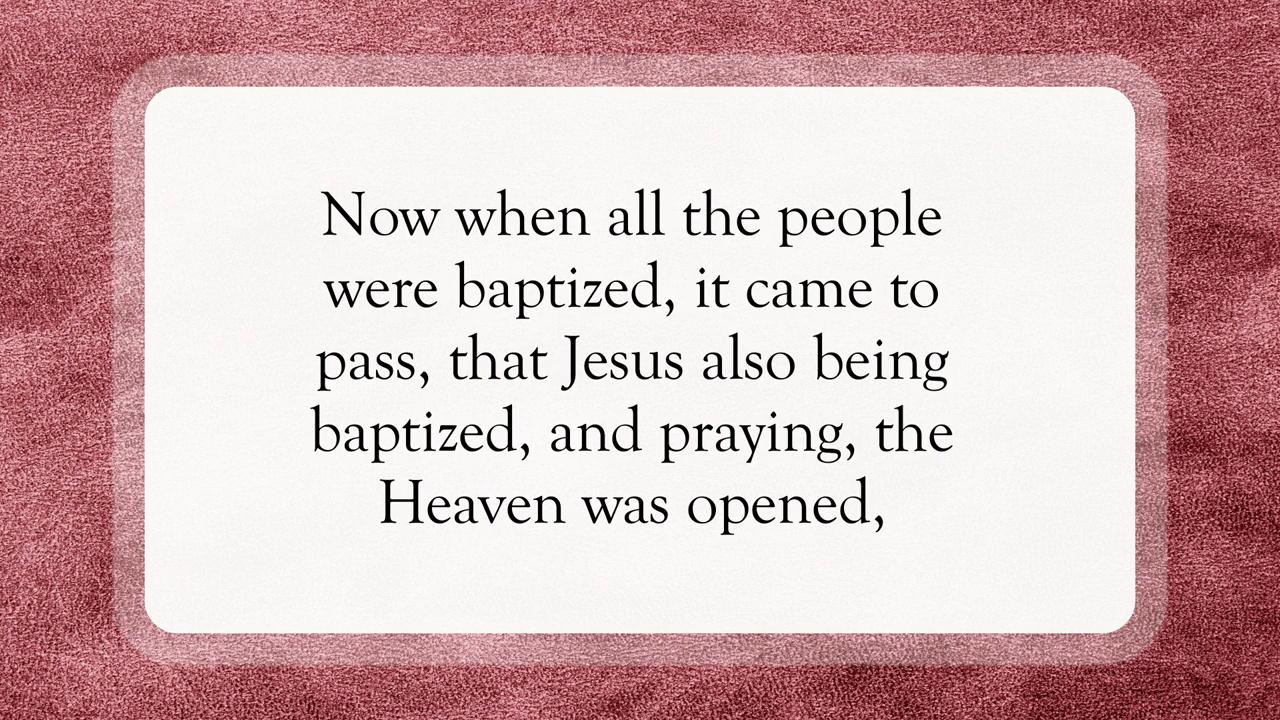 Now when all the people
were baptized, it came to
pass, that Jesus also being
baptized, and praying, the
Heaven was opened,